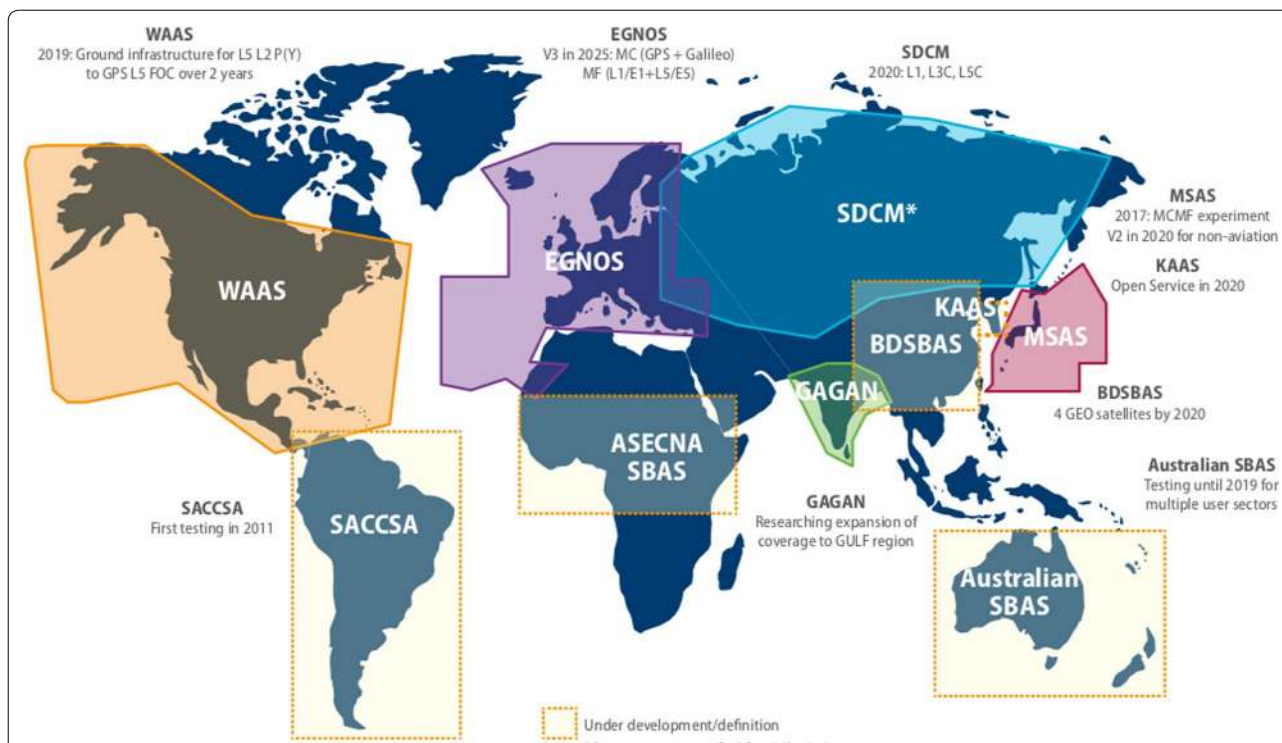 WAAS
2019: Ground infrastructure for L5 L2 P(Y)
to GPS L5 FOC over 2 years
EGNOS
V3 in 2025: MC (GPS + Galileo)
MF (L1/E1+L5/E5)
SDCM
2020: L1, L3C, L5C
MSAS
2017: MCMF experiment
V2 in 2020 for non-aviation
KAAS
Open Service in 2020
BDSBAS
4 GEO satellites by 2020
Australian SBAS
Testing until 2019 for
multiple user sectors
SDCM*
EGNOS
WAAS
KAAS
MSAS
BDSBAS
GAGAN
ASECNA
SBAS
SACCSA
First testing in 2011
SACCSA
GAGAN
Researching expansion of
coverage to GULF region
Australian
SBAS
Under development/definition